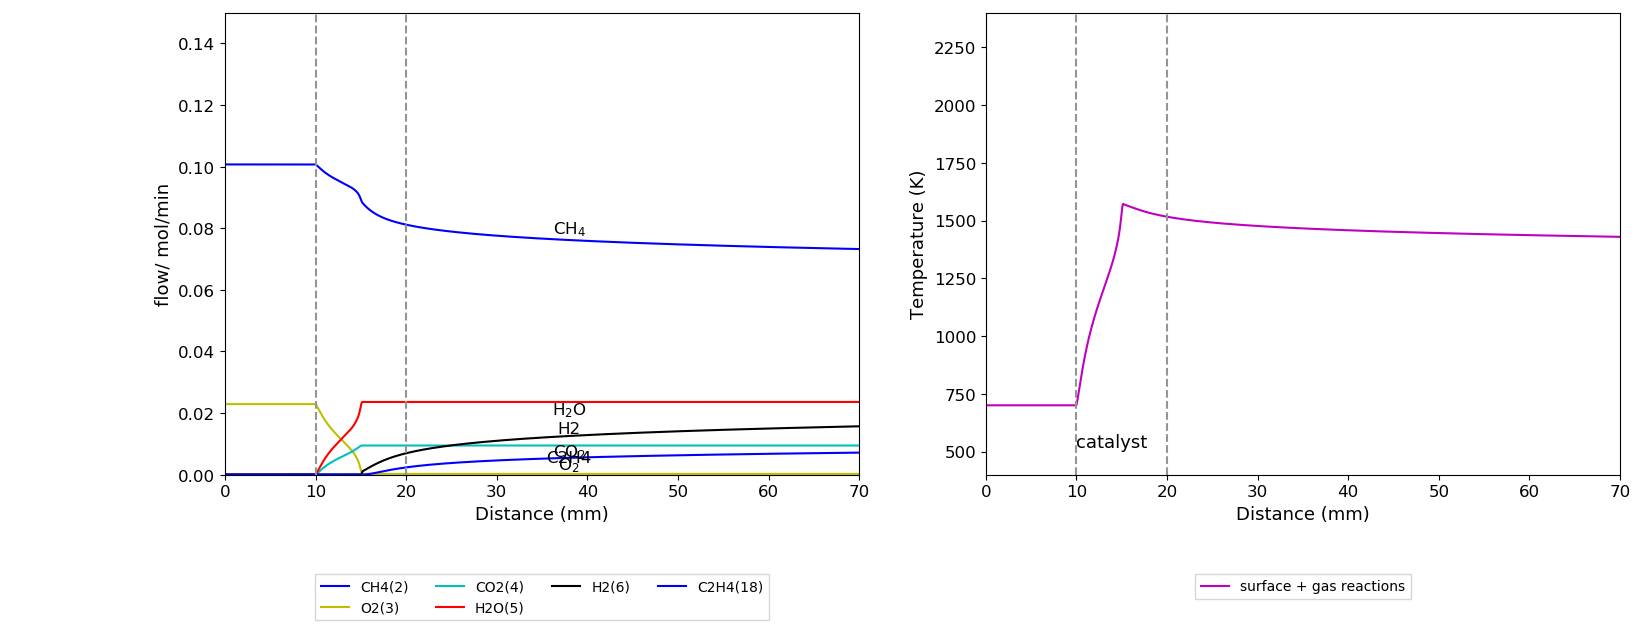 0.14
0.12
0.10
0.08
0.06
0.04
0.02
0.00
flow/ mol/min
CH₄
H₂O
H2
CO₂
C2H4
O₂
0 10 20 30 40 50 60 70
Distance (mm)
CH4(2) CO2(4) H2(6) C2H4(18)
O2(3) H2O(5)
2250
2000
1750
1500
1250
1000
750
500
Temperature (K)
catalyst
0 10 20 30 40 50 60 70
Distance (mm)
surface + gas reactions